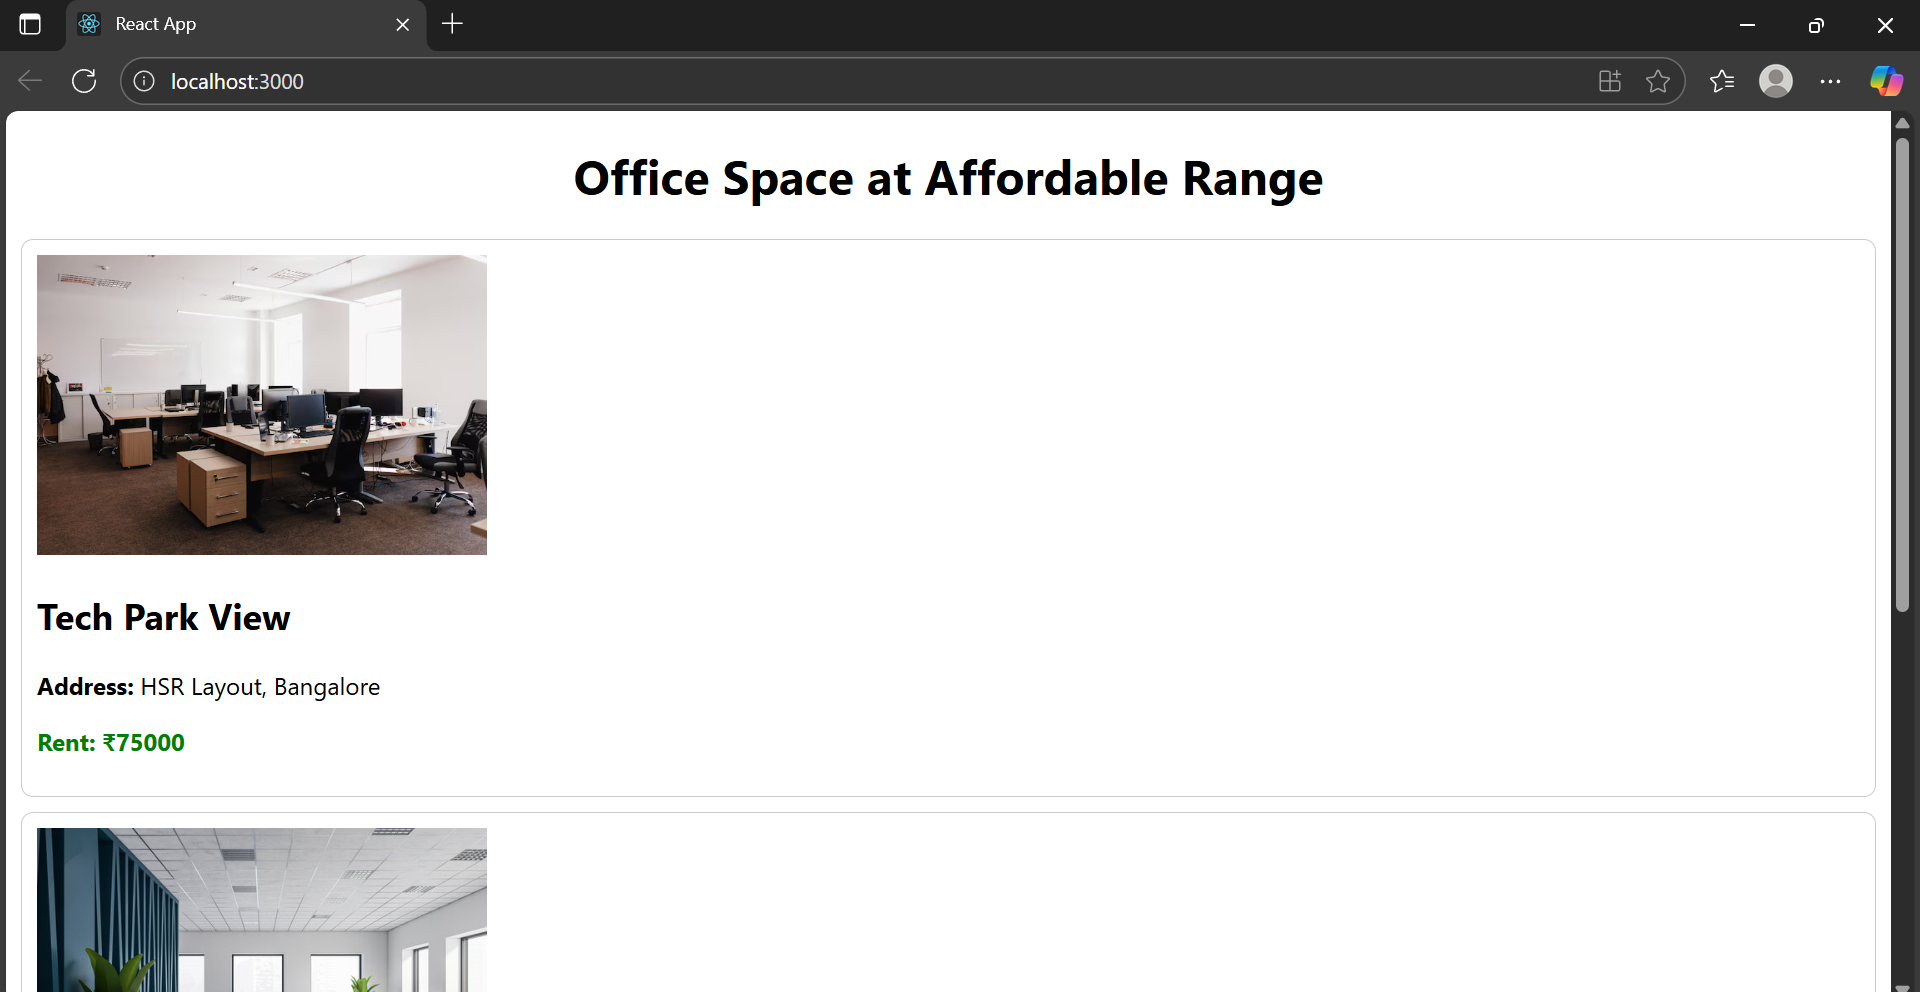 React App
localhost:3000
Office Space at Affordable Range
Tech Park View
Address: HSR Layout, Bangalore
Rent: ₹75000